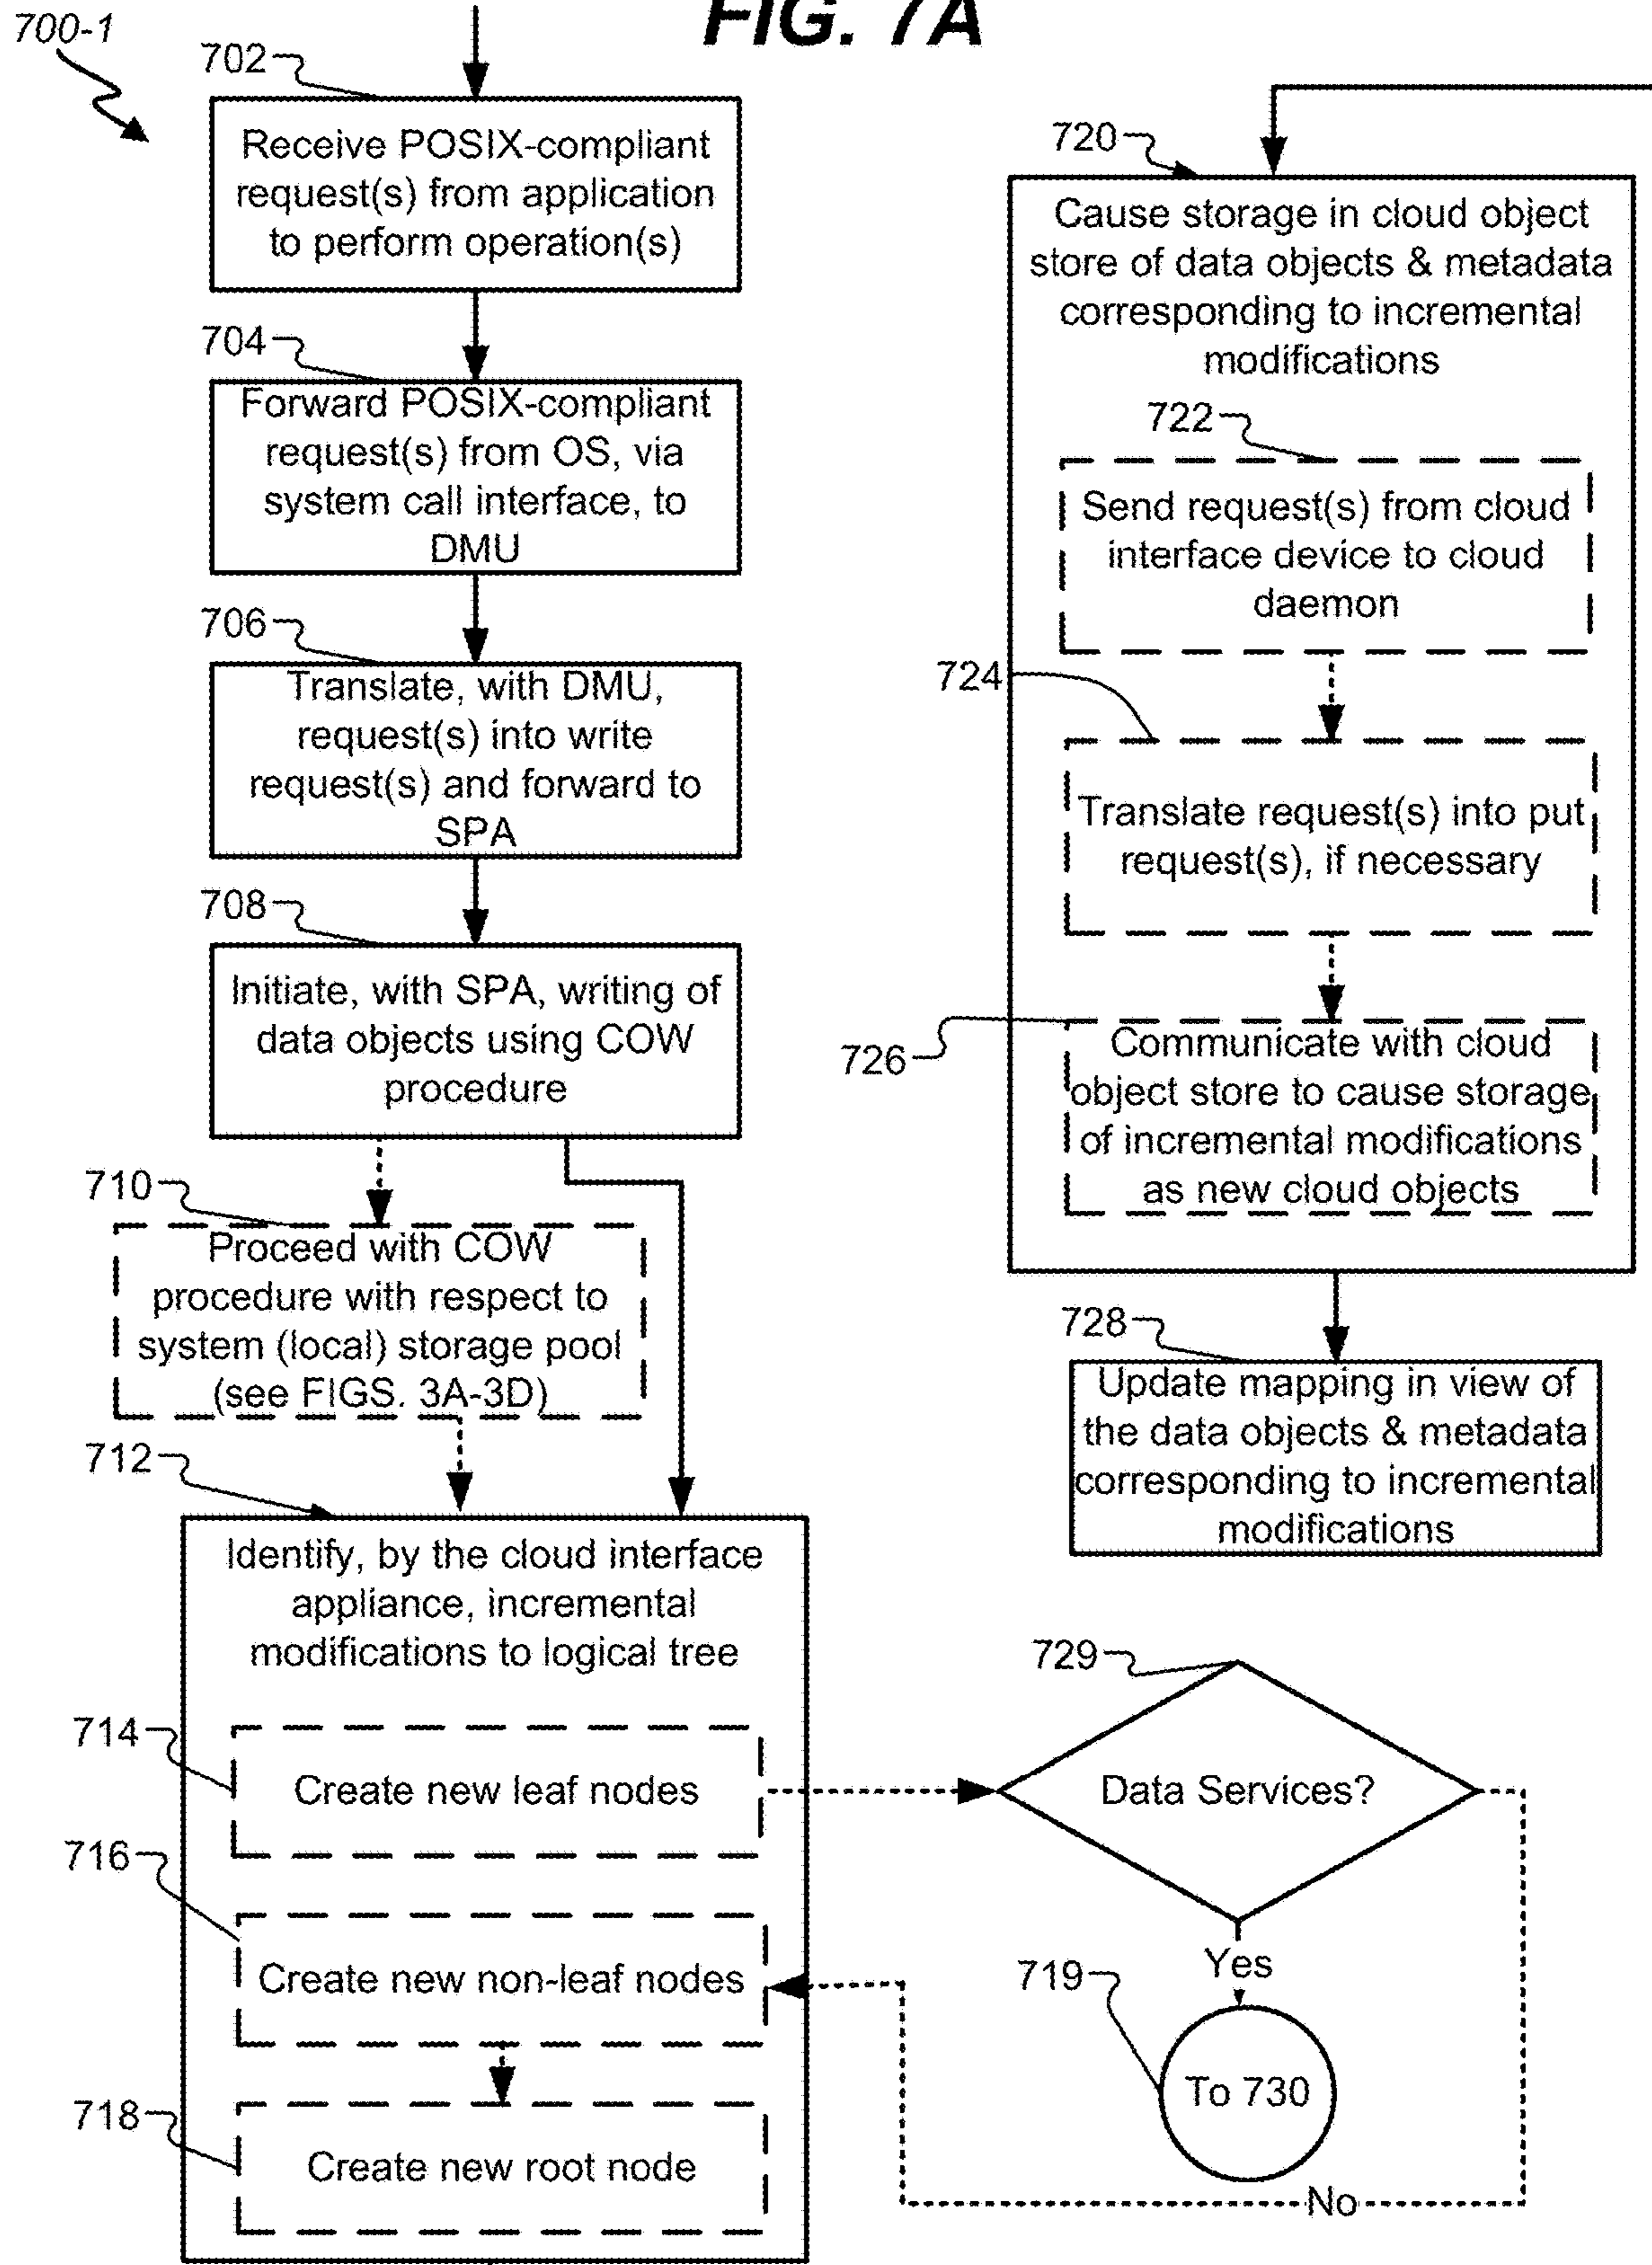 FIG. 7A
700-1
702
Receive POSIX-compliant
request(s) from application
to perform operation(s)
704
Forward POSIX-compliant
request(s) from OS, via
system call interface, to
DMU
706
Translate, with DMU,
request(s) into write
request(s) and forward to
SPA
708
Initiate, with SPA, writing of
data objects using COW
procedure
710
Proceed with COW
procedure with respect to
system (local) storage pool
(see FIGS. 3A-3D)
712
Identify, by the cloud interface
appliance, incremental
modifications to logical tree
714
Create new leaf nodes
716
Create new non-leaf nodes
718
Create new root node
720
Cause storage in cloud object
store of data objects & metadata
corresponding to incremental
modifications
722
Send request(s) from cloud
interface device to cloud
daemon
724
Translate request(s) into put
request(s), if necessary
726
Communicate with cloud
object store to cause storage
of incremental modifications
as new cloud objects
728
Update mapping in view of
the data objects & metadata
corresponding to incremental
modifications
729
Data Services?
Yes
719
To 730
No